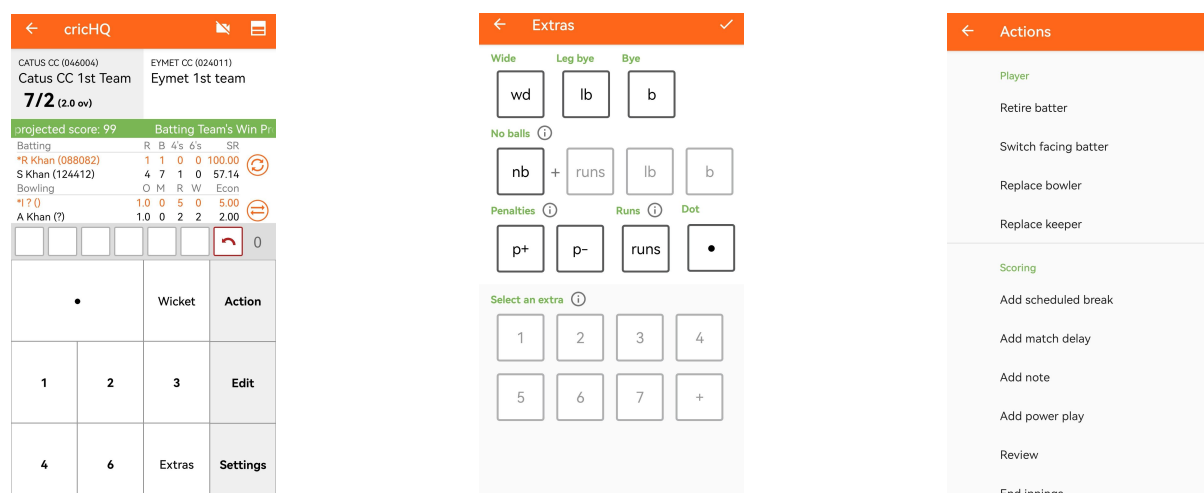 cricHQ
CATUS CC (046004)
Catus CC 1st Team
7/2 (2.0 ov)
EYMET CC (024011)
Eymet 1st team
projected score: 99 Batting Team's Win Pr
Batting R B 4's 6's SR
*R Khan (088082) 1 1 0 0 100.00
S Khan (124412) 4 7 1 0 57.14
Bowling O M R W Econ
*I ? () 1.0 0 5 0 5.00
A Khan (?) 1.0 0 2 2 2.00
0
• Wicket Action
1 2 3 Edit
4 6 Extras Settings
Extras
Wide Leg bye Bye
wd lb b
No balls i
nb + runs lb b
Penalties i Runs i Dot
p+ p- runs •
Select an extra i
1 2 3 4
5 6 7 +
Actions
Player
Retire batter
Switch facing batter
Replace bowler
Replace keeper
Scoring
Add scheduled break
Add match delay
Add note
Add power play
Review
End innings